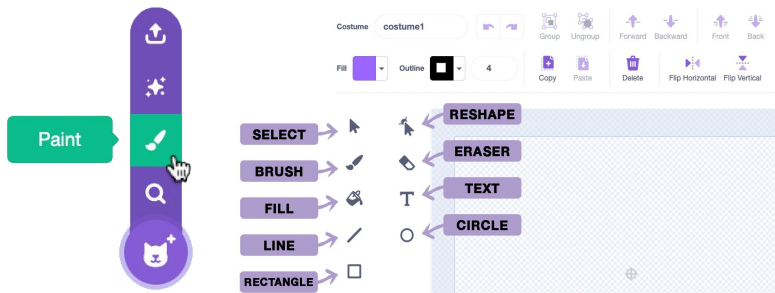 Paint
Costume costume1
Group Ungroup Forward Backward Front Back
Fill Outline 4
Copy Paste Delete Flip Horizontal Flip Vertical
SELECT
BRUSH
FILL
LINE
RECTANGLE
RESHAPE
ERASER
TEXT
T
CIRCLE